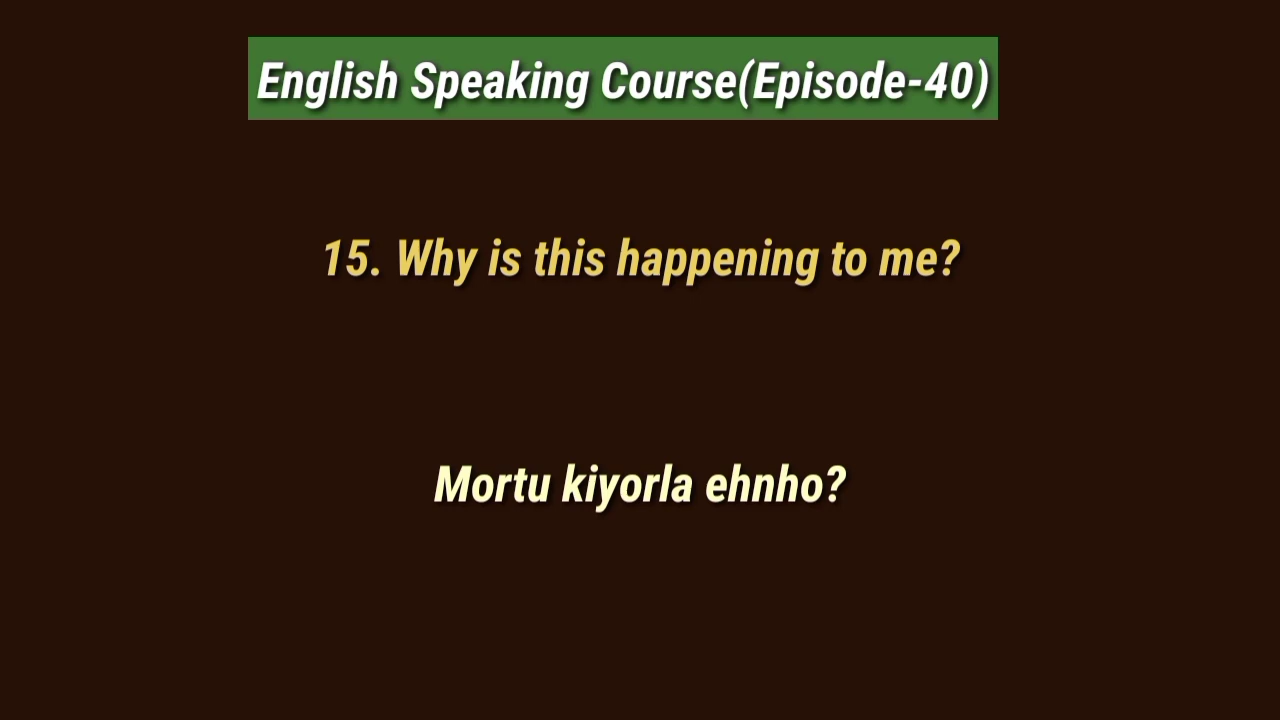 English Speaking Course(Episode-40)
15. Why is this happening to me?
Mortu kiyorla ehnho?